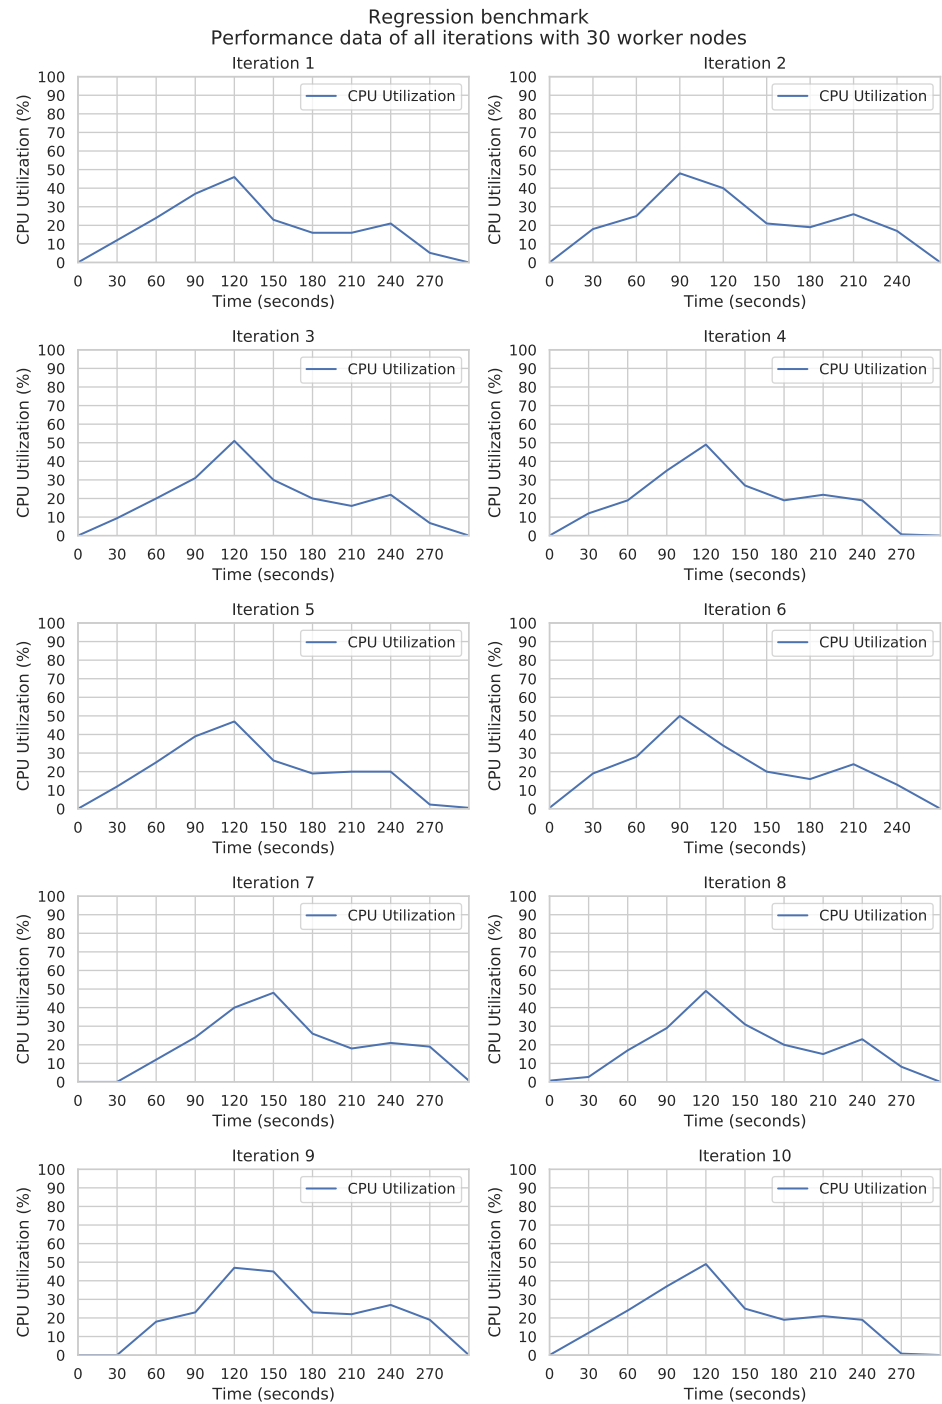 Regression benchmark
Performance data of all iterations with 30 worker nodes
Iteration 1
CPU Utilization (%)
100
90
80
70
60
50
40
30
20
10
0
CPU Utilization
0 30 60 90 120 150 180 210 240 270
Time (seconds)
Iteration 2
CPU Utilization (%)
100
90
80
70
60
50
40
30
20
10
0
CPU Utilization
0 30 60 90 120 150 180 210 240
Time (seconds)
Iteration 3
CPU Utilization (%)
100
90
80
70
60
50
40
30
20
10
0
CPU Utilization
0 30 60 90 120 150 180 210 240 270
Time (seconds)
Iteration 4
CPU Utilization (%)
100
90
80
70
60
50
40
30
20
10
0
CPU Utilization
0 30 60 90 120 150 180 210 240 270
Time (seconds)
Iteration 5
CPU Utilization (%)
100
90
80
70
60
50
40
30
20
10
0
CPU Utilization
0 30 60 90 120 150 180 210 240 270
Time (seconds)
Iteration 6
CPU Utilization (%)
100
90
80
70
60
50
40
30
20
10
0
CPU Utilization
0 30 60 90 120 150 180 210 240
Time (seconds)
Iteration 7
CPU Utilization (%)
100
90
80
70
60
50
40
30
20
10
0
CPU Utilization
0 30 60 90 120 150 180 210 240 270
Time (seconds)
Iteration 8
CPU Utilization (%)
100
90
80
70
60
50
40
30
20
10
0
CPU Utilization
0 30 60 90 120 150 180 210 240 270
Time (seconds)
Iteration 9
CPU Utilization (%)
100
90
80
70
60
50
40
30
20
10
0
CPU Utilization
0 30 60 90 120 150 180 210 240 270
Time (seconds)
Iteration 10
CPU Utilization (%)
100
90
80
70
60
50
40
30
20
10
0
CPU Utilization
0 30 60 90 120 150 180 210 240 270
Time (seconds)